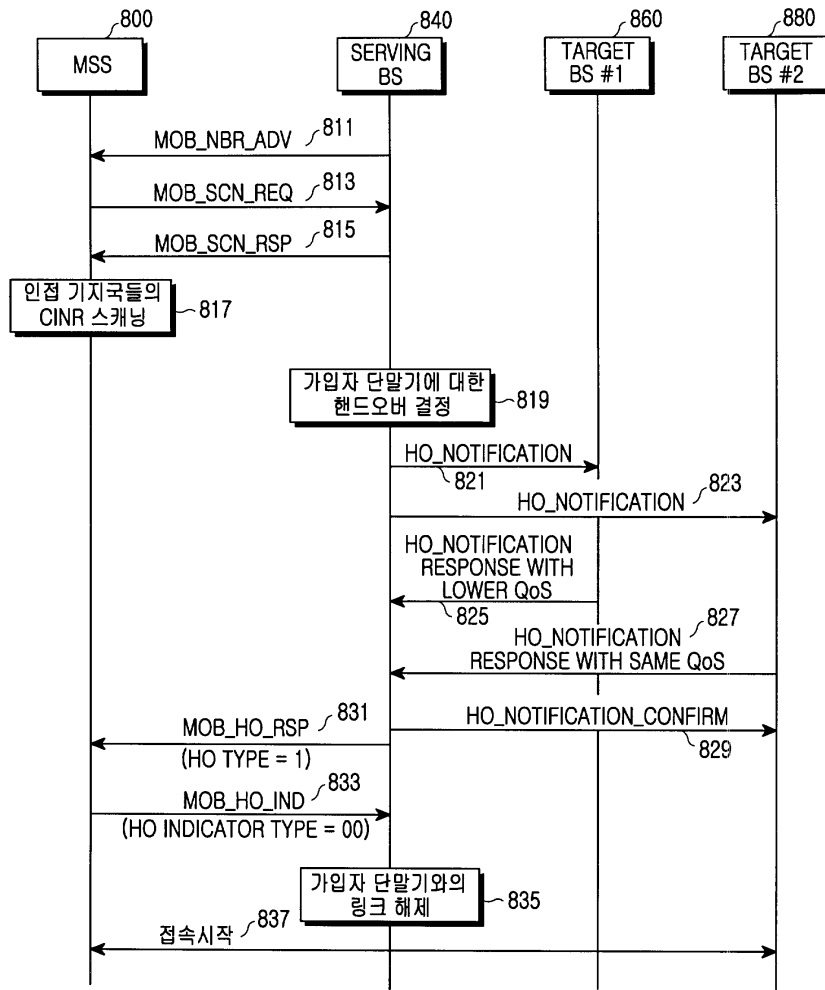 800
840
860
880
MSS
SERVING
BS
TARGET
BS #1
TARGET
BS #2
MOB_NBR_ADV
811
MOB_SCN_REQ
813
MOB_SCN_RSP
815
인접 기지국들의
CINR 스캐닝
817
가입자 단말기에 대한
핸드오버 결정
819
HO_NOTIFICATION
821
HO_NOTIFICATION
823
HO_NOTIFICATION
RESPONSE WITH
LOWER QoS
825
HO_NOTIFICATION
827
RESPONSE WITH SAME QoS
MOB_HO_RSP
831
(HO TYPE = 1)
HO_NOTIFICATION_CONFIRM
829
MOB_HO_IND
833
(HO INDICATOR TYPE = 00)
가입자 단말기와의
링크 해제
835
접속시작
837